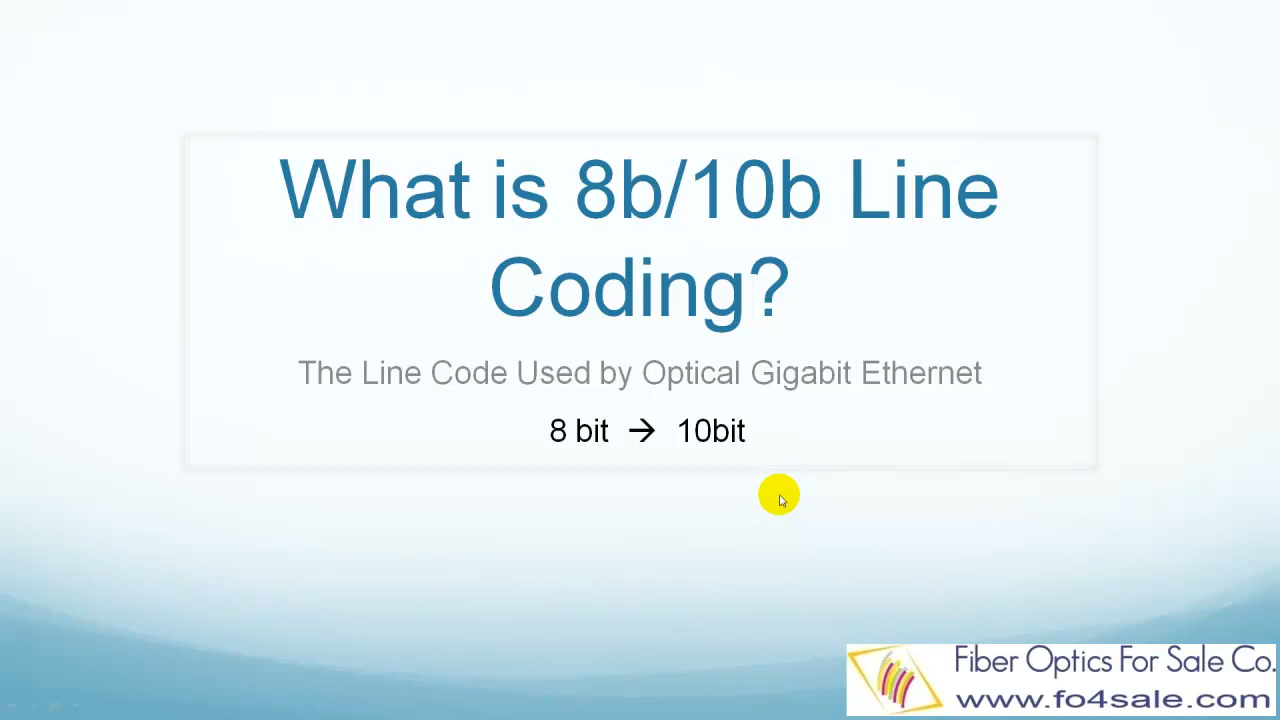 What is 8b/10b Line
Coding?
The Line Code Used by Optical Gigabit Ethernet
8 bit → 10bit
Fiber Optics For Sale Co.
www.fo4sale.com